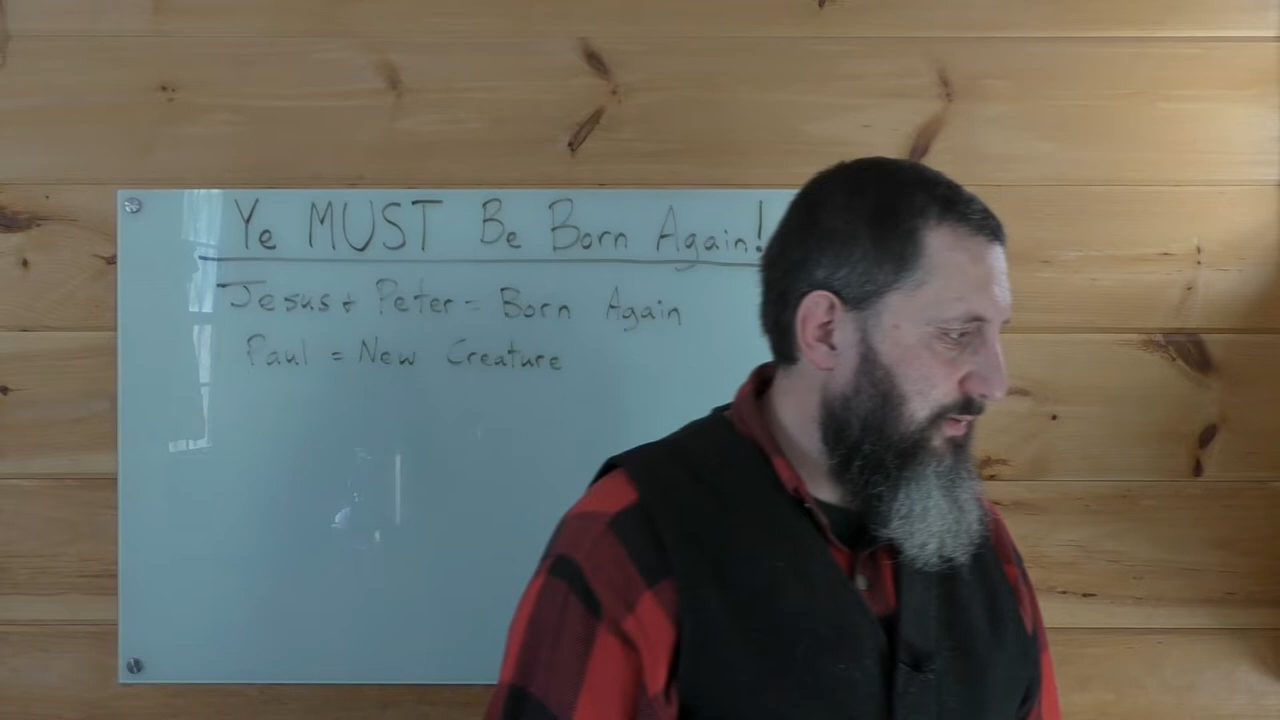 Ye MUST Be Born Again!
Jesus + Peter = Born Again
Paul = New Creature